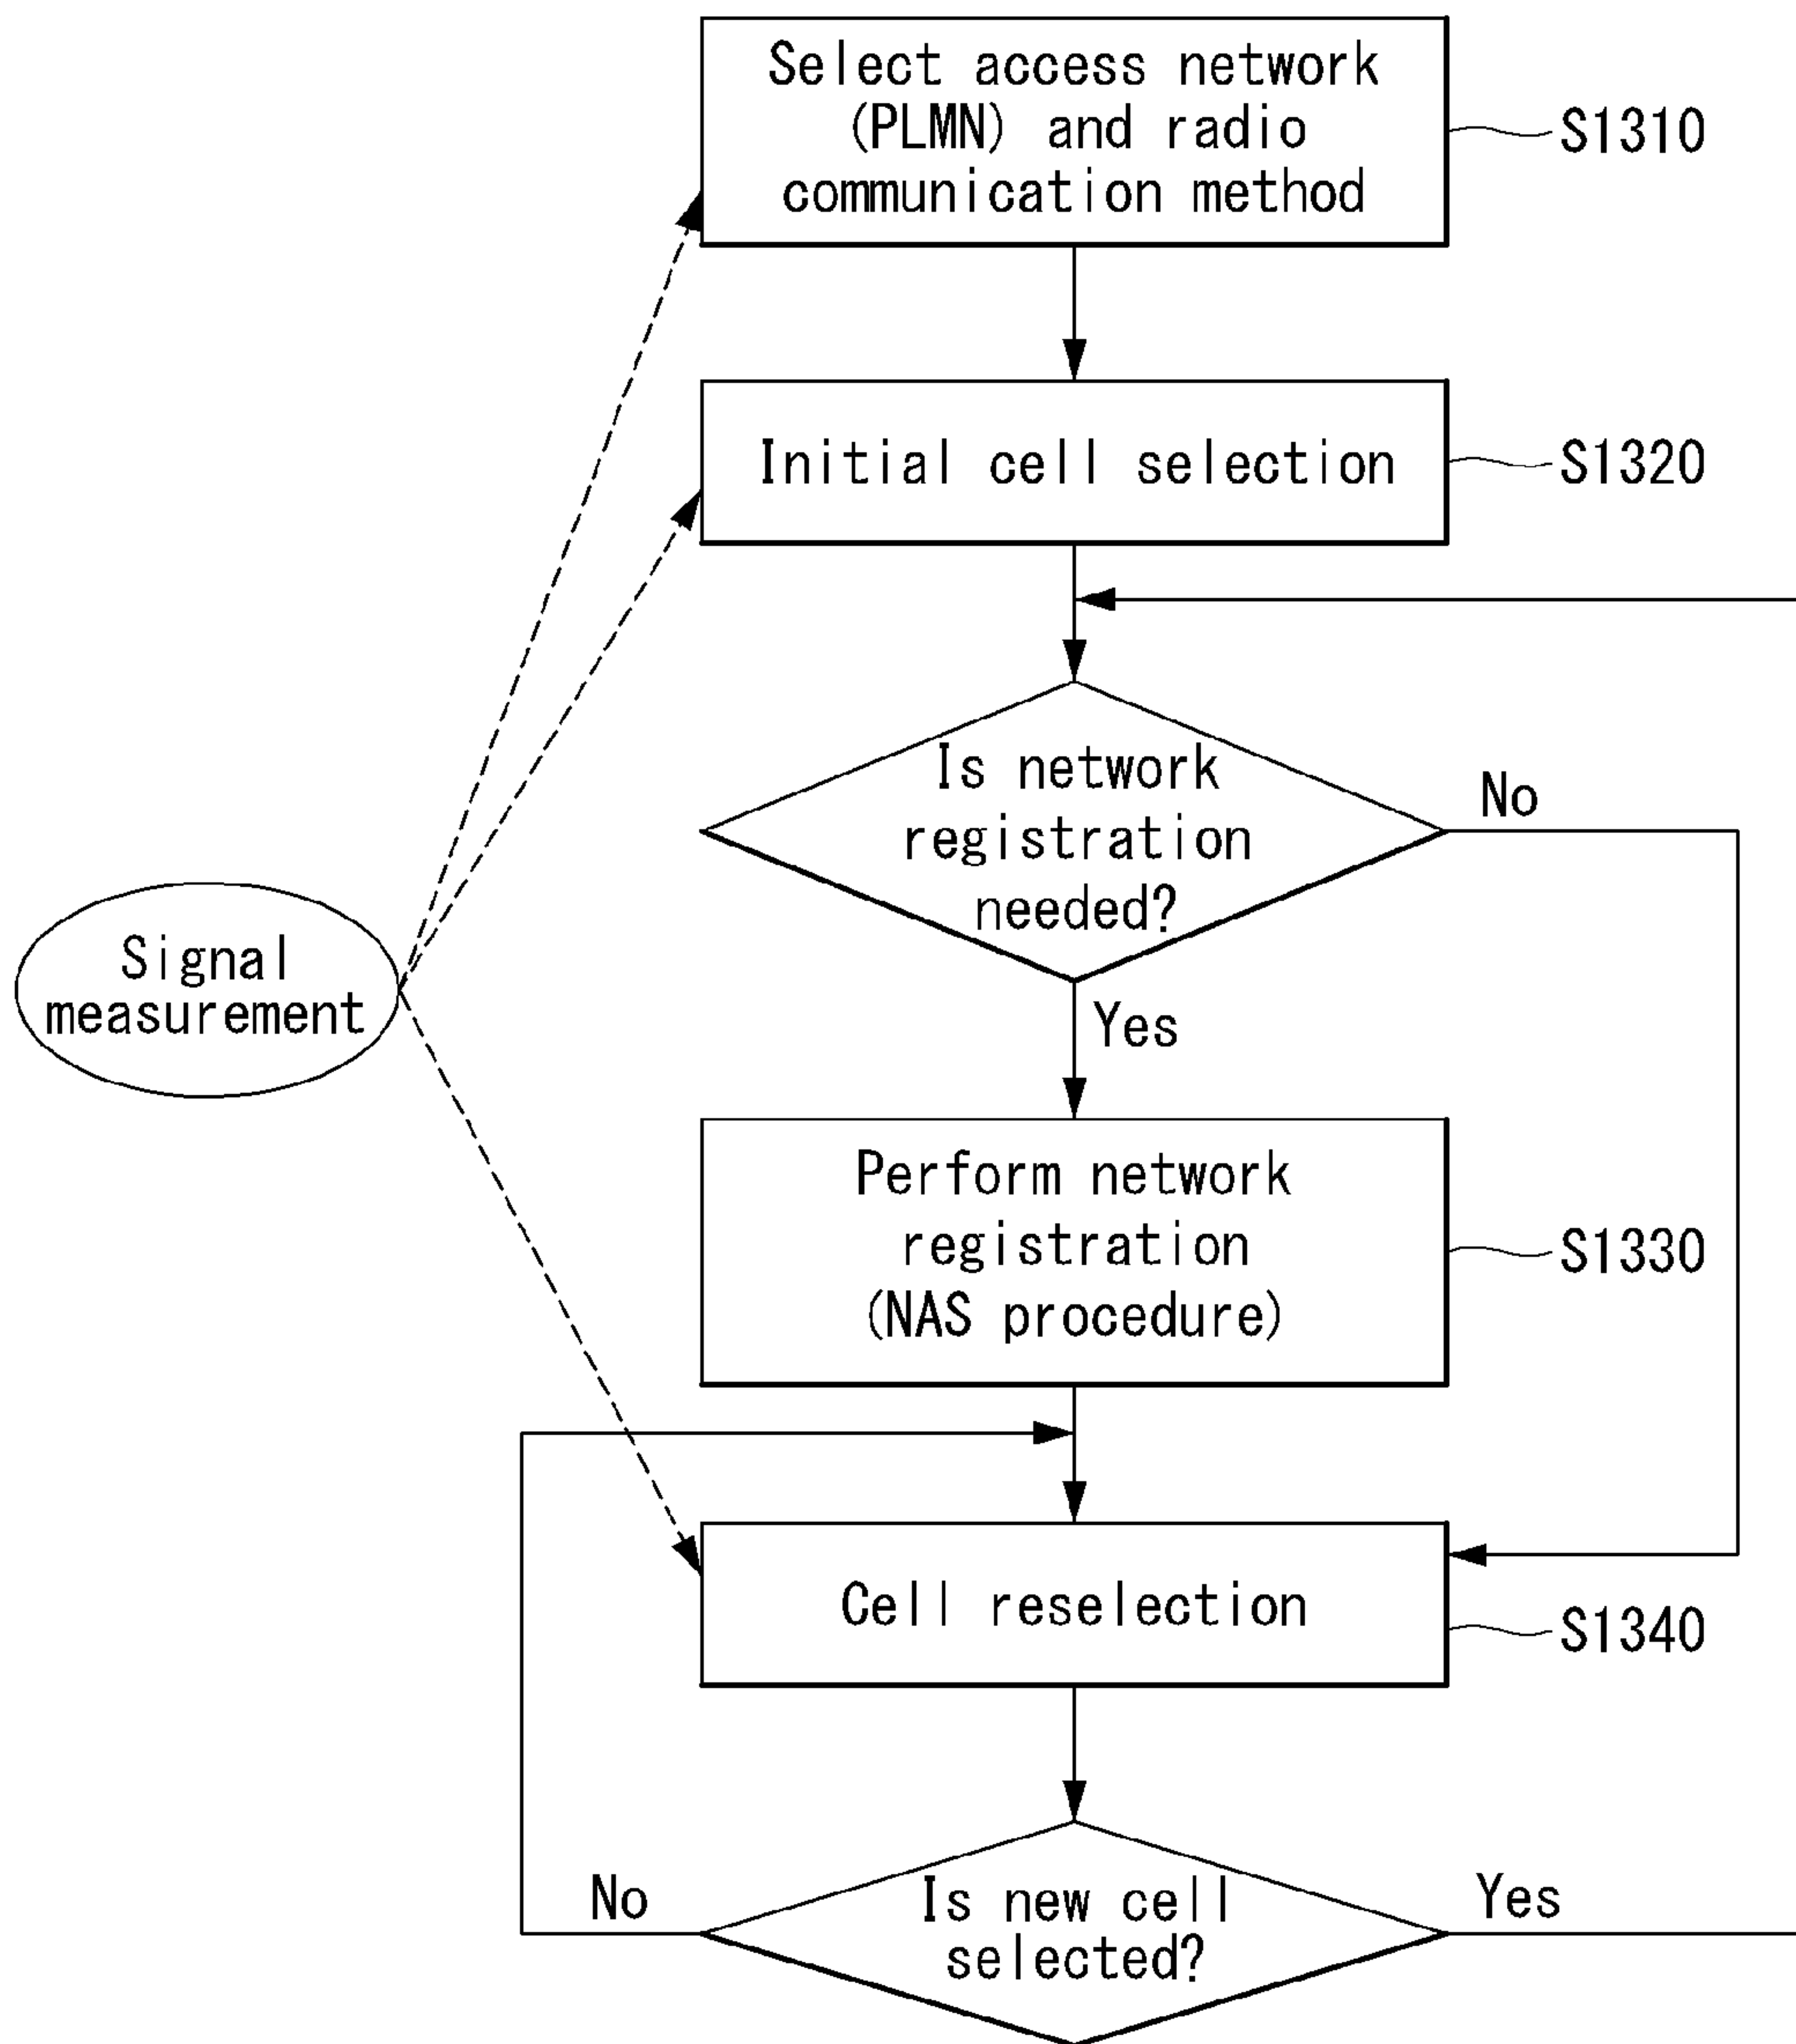 Select access network
(PLMN) and radio
communication method
S1310
Initial cell selection
S1320
Is network
registration
needed?
No
Yes
Signal
measurement
Perform network
registration
(NAS procedure)
S1330
Cell reselection
S1340
Is new cell
selected?
No
Yes